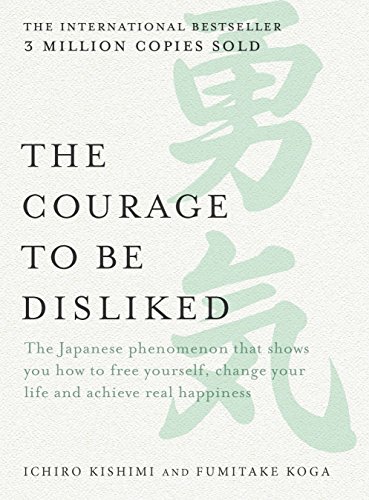 THE INTERNATIONAL BESTSELLER
3 MILLION COPIES SOLD
勇気
THE
COURAGE
TO BE
DISLIKED
The Japanese phenomenon that shows
you how to free yourself, change your
life and achieve real happiness
ICHIRO KISHIMI AND FUMITAKE KOGA